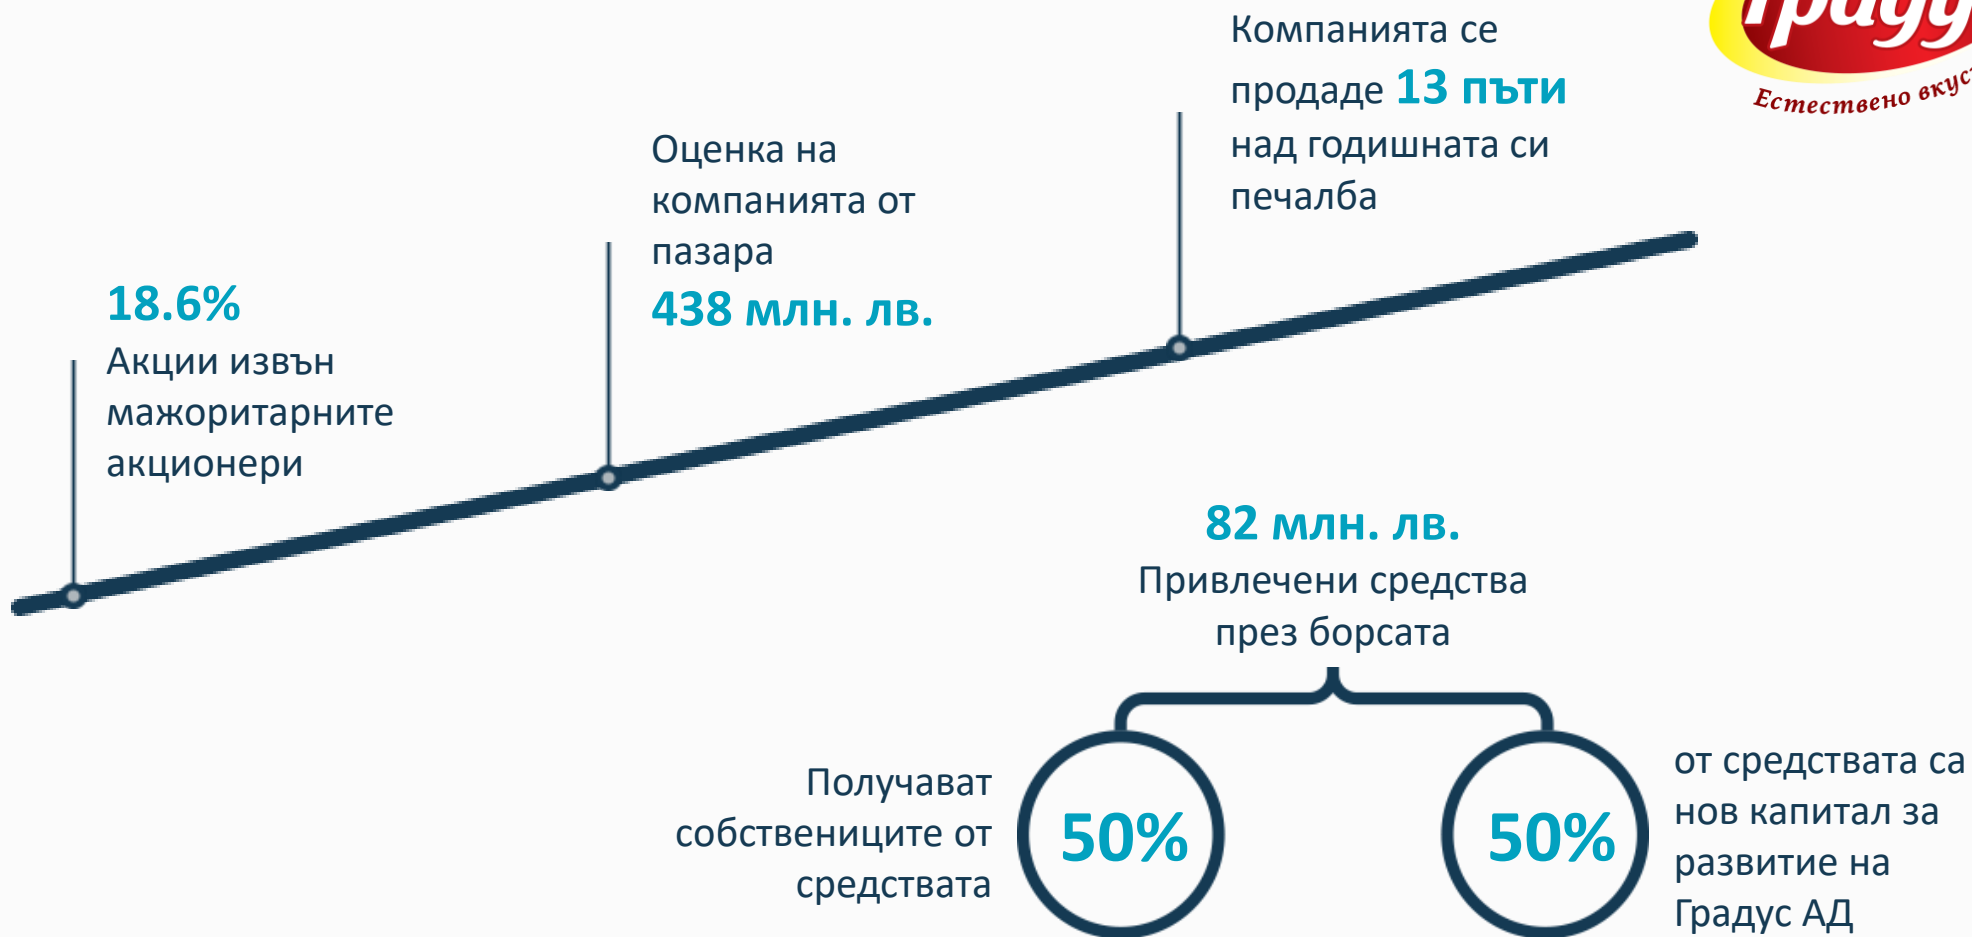 Компанията се
продаде 13 пъти
над годишната си
печалба
Естествено
Оценка на
компанията от
пазара
438 млн. лв.
18.6%
Акции извън
мажоритарните
акционери
82 млн. лв.
Привлечени средства
през борсата
Получават
собствениците от
средствата
50%
50%
от средствата са
нов капитал за
развитие на
Градус АД